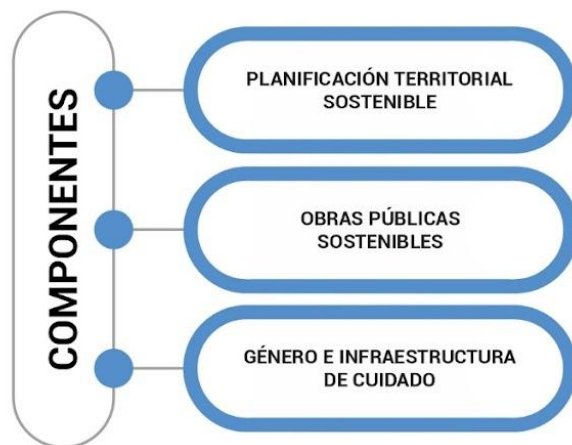 COMPONENTES
PLANIFICACIÓN TERRITORIAL
SOSTENIBLE
OBRAS PÚBLICAS
SOSTENIBLES
GÉNERO E INFRAESTRUCTURA
DE CUIDADO